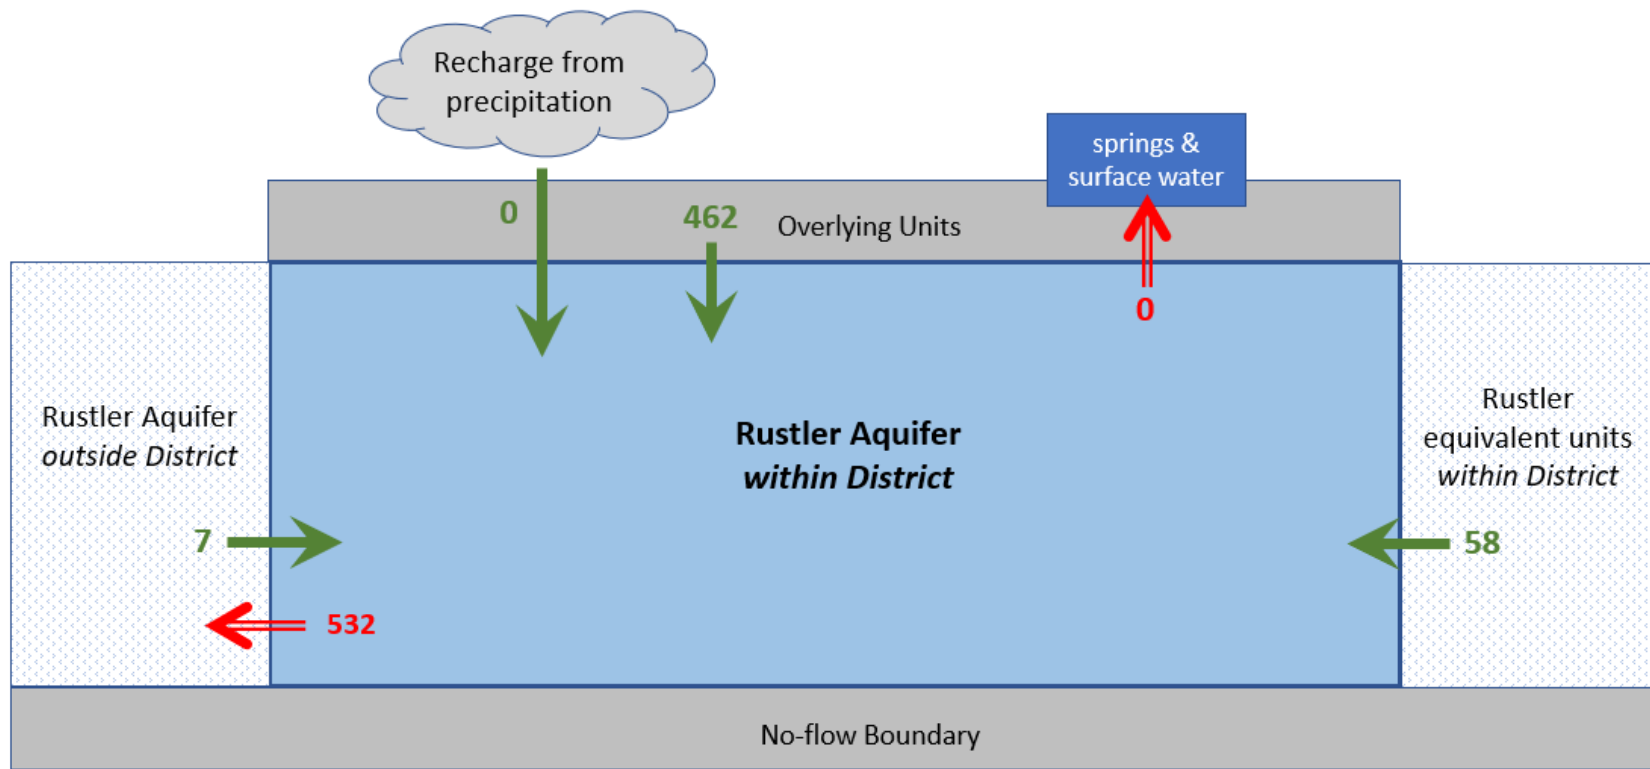 Recharge from
precipitation
springs &
surface water
0
462
Overlying Units
0
Rustler Aquifer
outside District
Rustler Aquifer
within District
Rustler
equivalent units
within District
7
58
532
No-flow Boundary